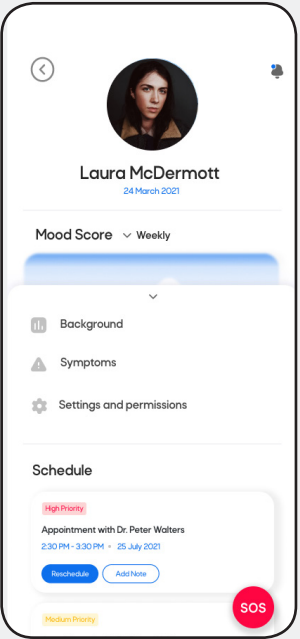 Laura McDermott
24 March 2021
Mood Score Weekly
Background
Symptoms
Settings and permissions
Schedule
High Priority
Appointment with Dr. Peter Walters
2:30 PM - 3:30 PM • 25 July 2021
Reschedule Add Note
SOS
Medium Priority